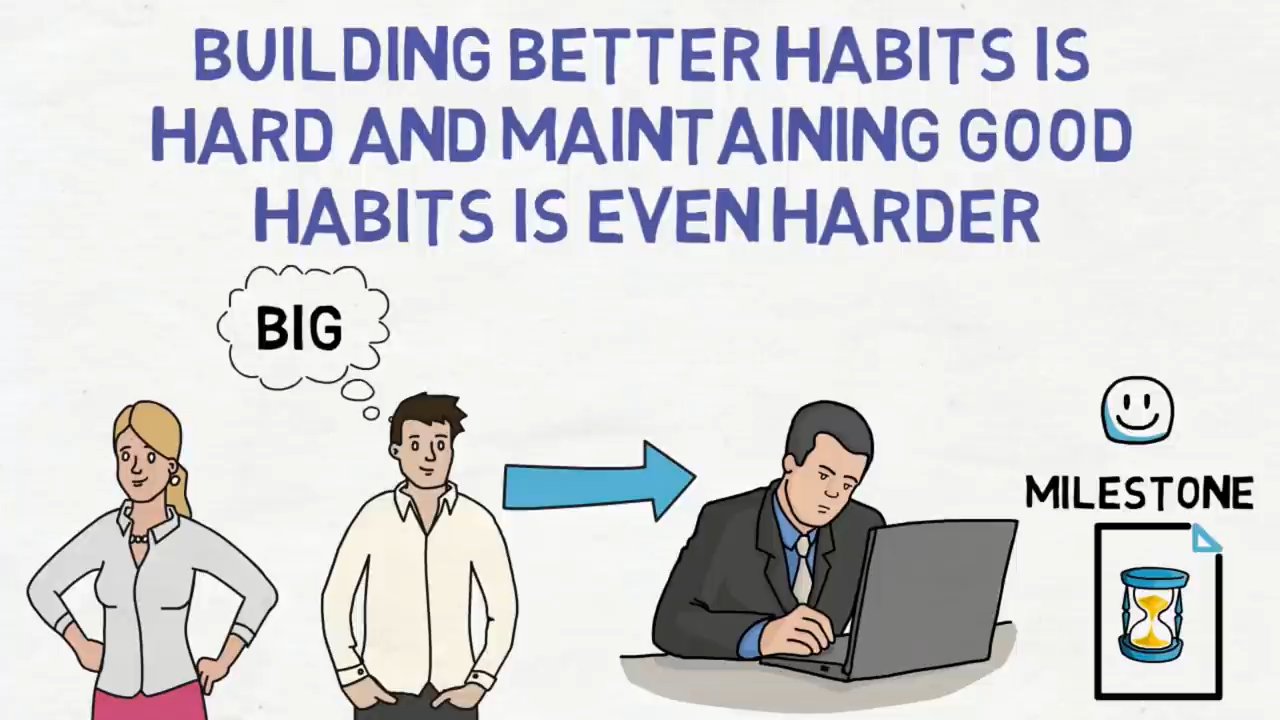 BUILDING BETTER HABITS IS
HARD AND MAINTAINING GOOD
HABITS IS EVEN HARDER
BIG
MILESTONE